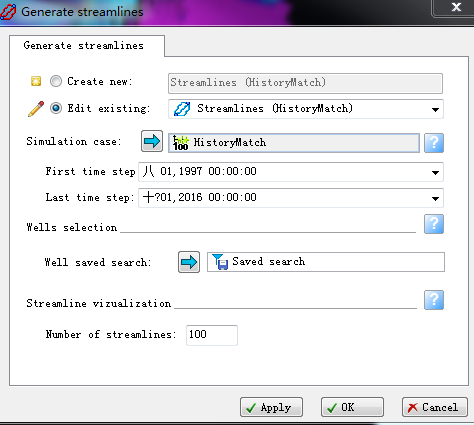 Generate streamlines
Generate streamlines
Create new: Streamlines (HistoryMatch)
Edit existing: Streamlines (HistoryMatch)
Simulation case: 100 HistoryMatch ?
First time step 八 01,1997 00:00:00
Last time step: 十?01,2016 00:00:00
Wells selection ?
Well saved search: Saved search
Streamline vizualization ?
Number of streamlines: 100
Apply OK Cancel